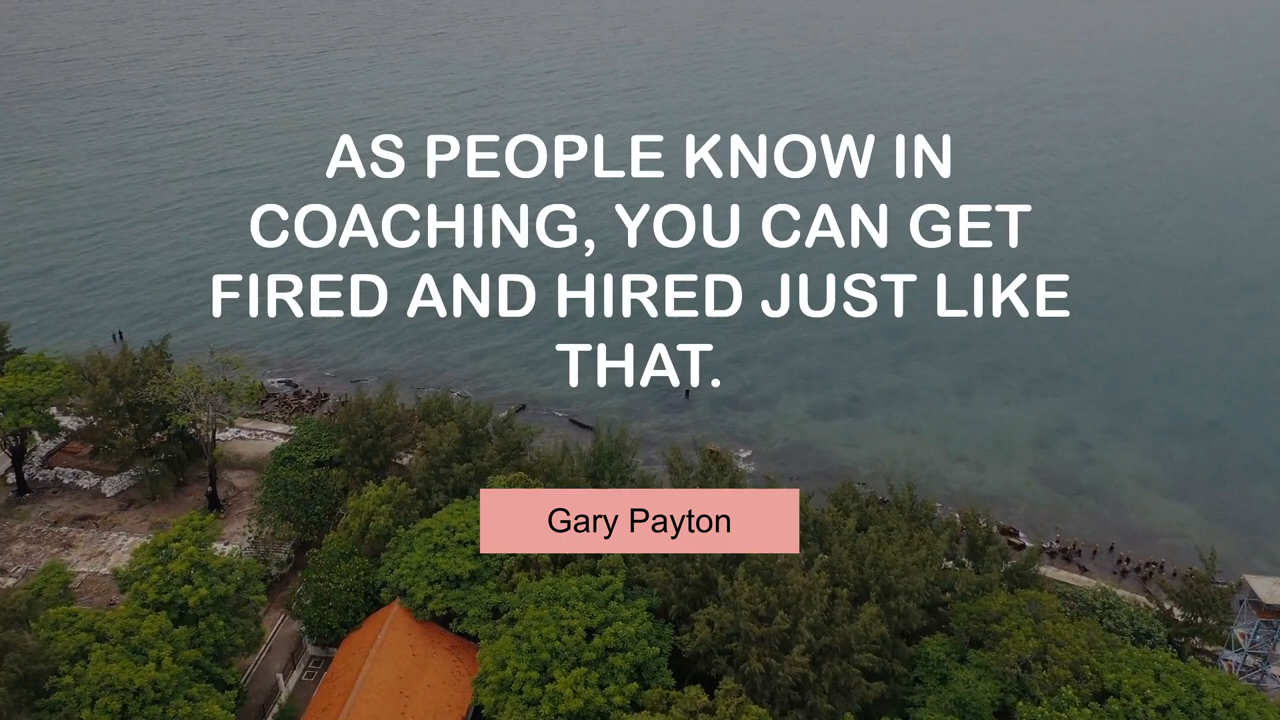 AS PEOPLE KNOW IN
COACHING, YOU CAN GET
FIRED AND HIRED JUST LIKE
THAT.
Gary Payton